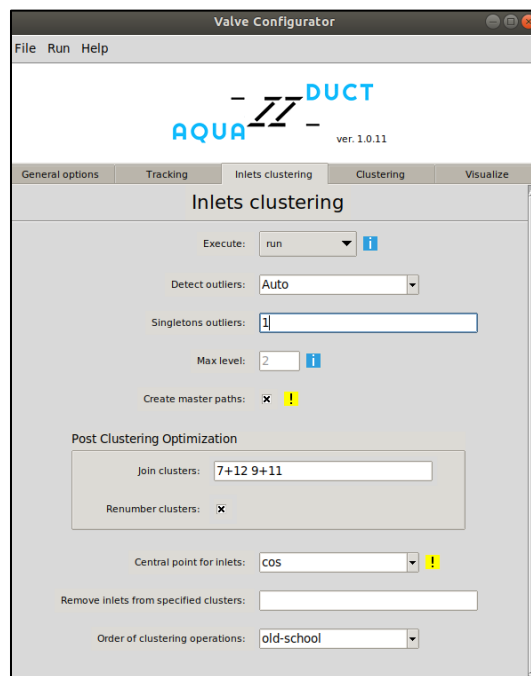 Valve Configurator
File Run Help
DUCT
AQUA
ver. 1.0.11
General options Tracking Inlets clustering Clustering Visualize
Inlets clustering
Execute: run i
Detect outliers: Auto
Singletons outliers: 1
Max level: 2 i
Create master paths: !
Post Clustering Optimization
Join clusters: 7+12 9+11
Renumber clusters:
Central point for inlets: cos !
Remove inlets from specified clusters:
Order of clustering operations: old-school